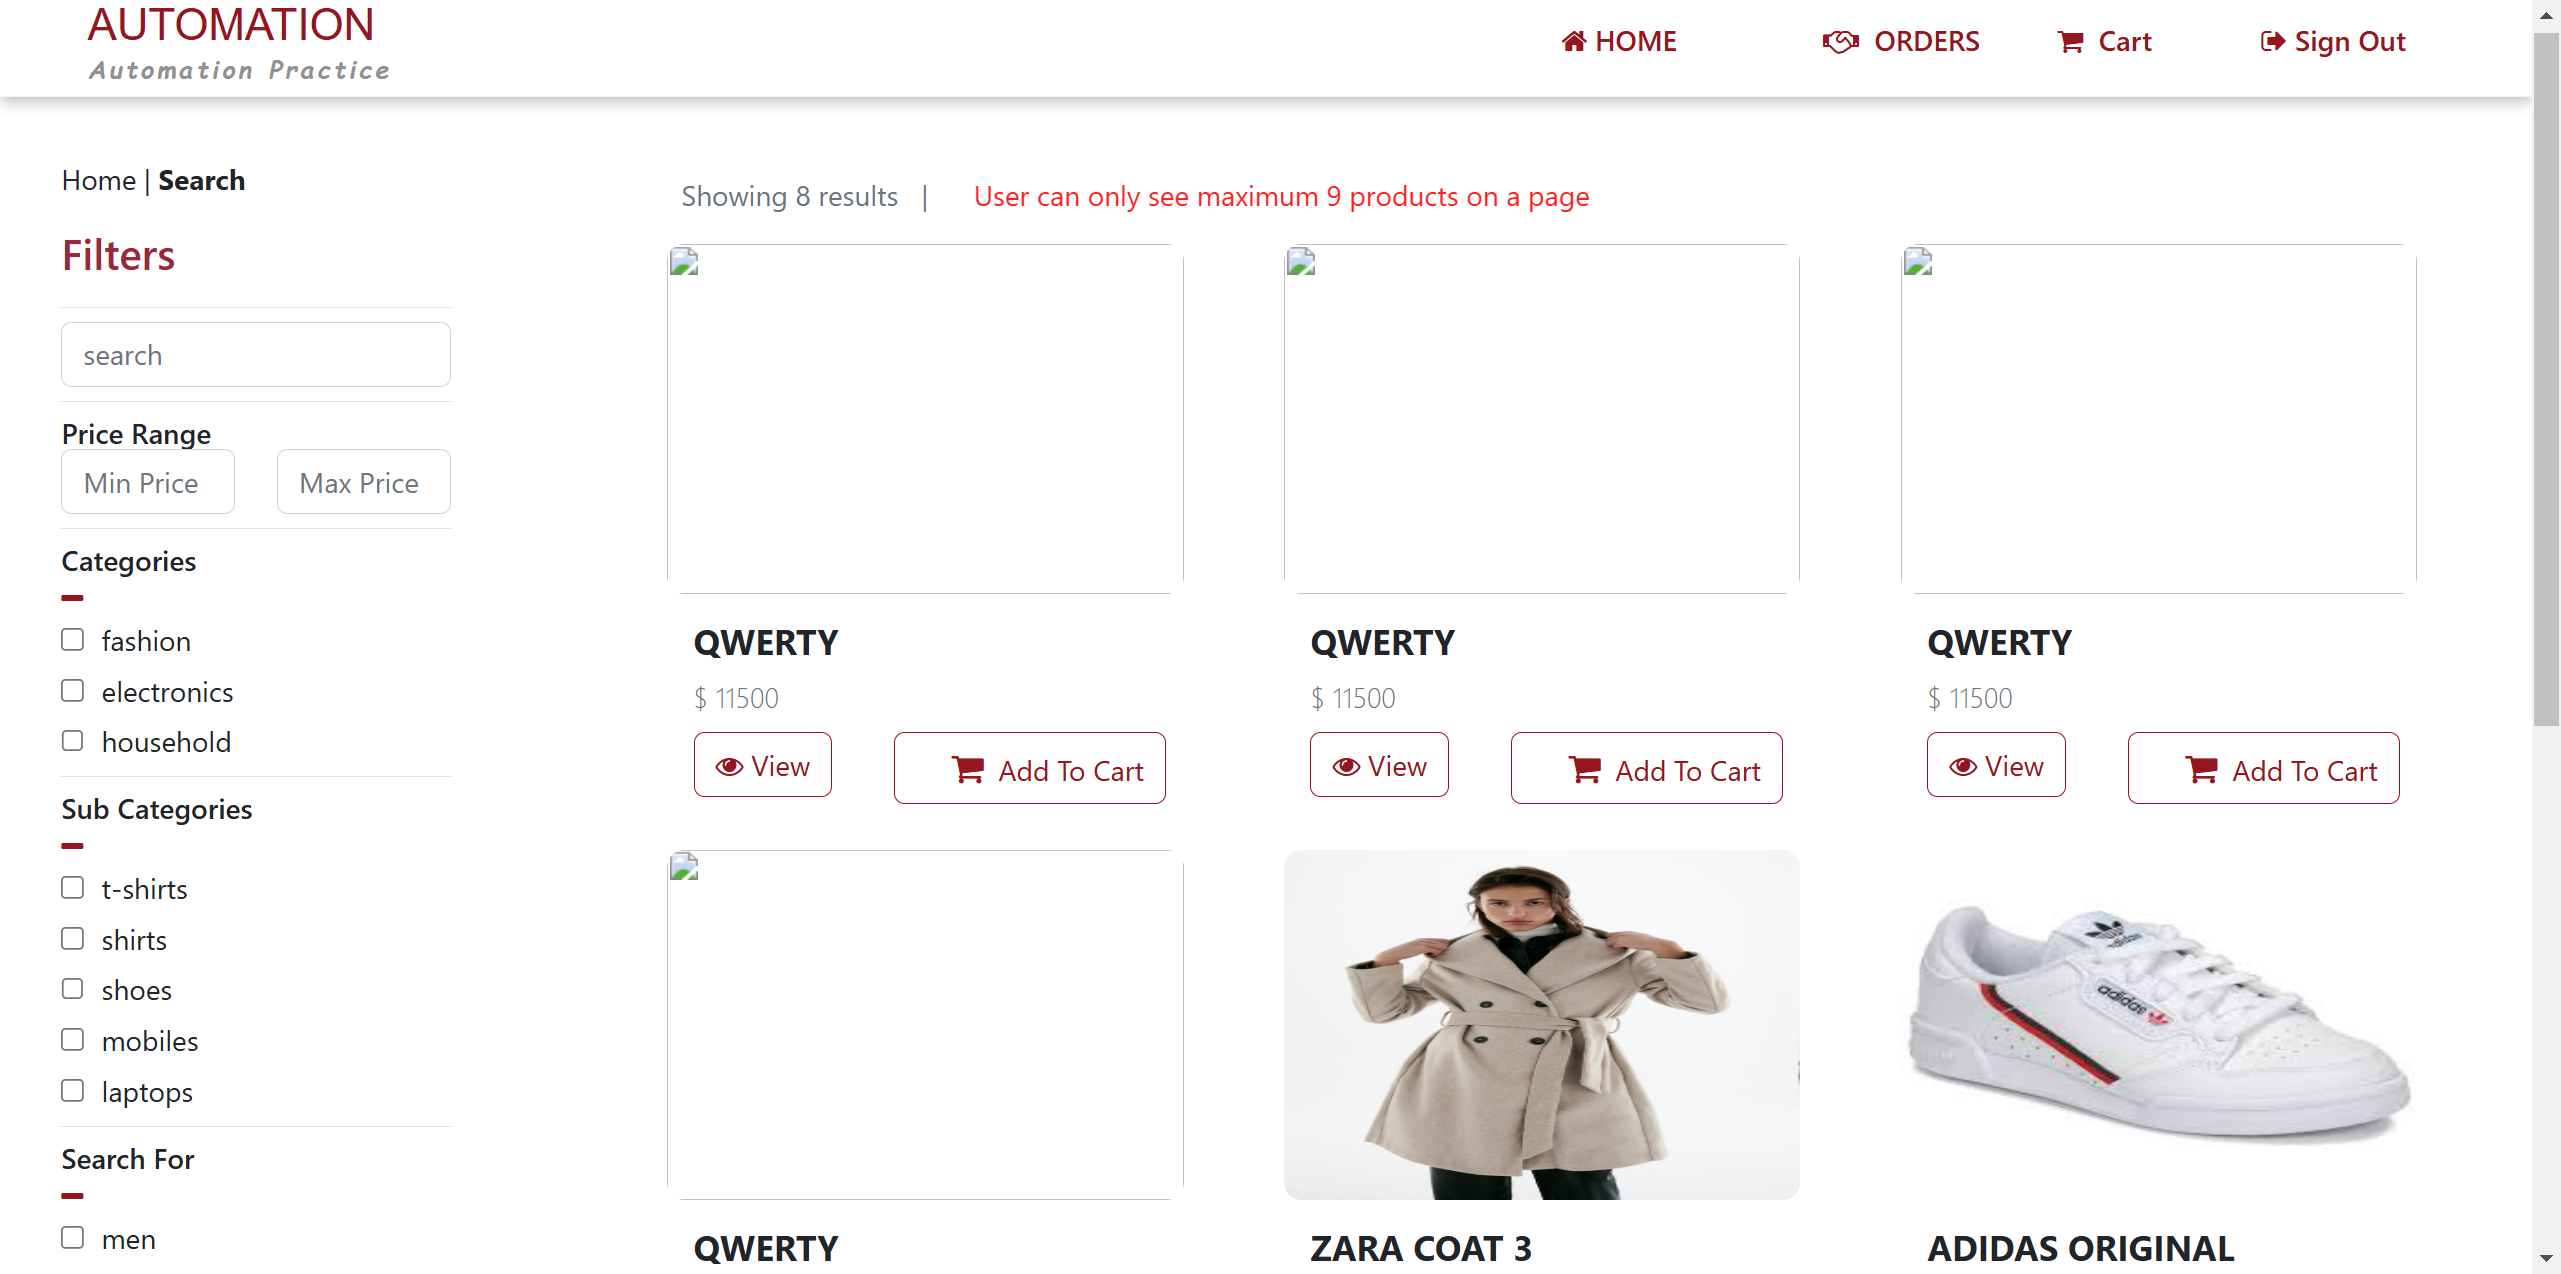 AUTOMATION
Automation Practice
HOME
ORDERS
Cart
Sign Out
Home | Search
Filters
search
Price Range
Min Price
Max Price
Categories
fashion
electronics
household
Sub Categories
t-shirts
shirts
shoes
mobiles
laptops
Search For
men
Showing 8 results |
User can only see maximum 9 products on a page
QWERTY
$ 11500
View
Add To Cart
QWERTY
$ 11500
View
Add To Cart
QWERTY
$ 11500
View
Add To Cart
QWERTY
ZARA COAT 3
adidas
adidas
ADIDAS ORIGINAL